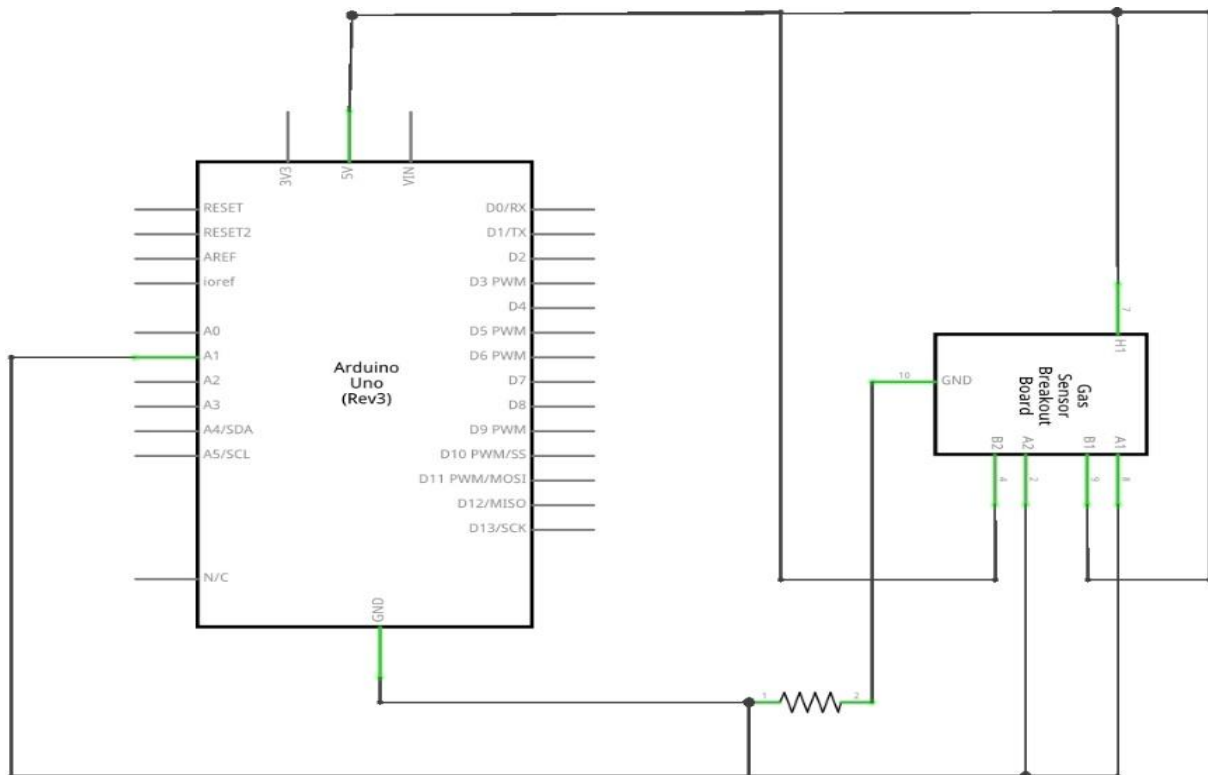 3V3
5V
VIN
RESET
RESET2
AREF
ioref
A0
A1
A2
A3
A4/SDA
A5/SCL
N/C
Arduino
Uno
(Rev3)
D0/RX
D1/TX
D2
D3 PWM
D4
D5 PWM
D6 PWM
D7
D8
D9 PWM
D10 PWM/SS
D11 PWM/MOSI
D12/MISO
D13/SCK
GND
1
2
7
H1
10
GND
Gas
Sensor
Breakout
Board
B2
A2
B1
A1
4
2
9
8